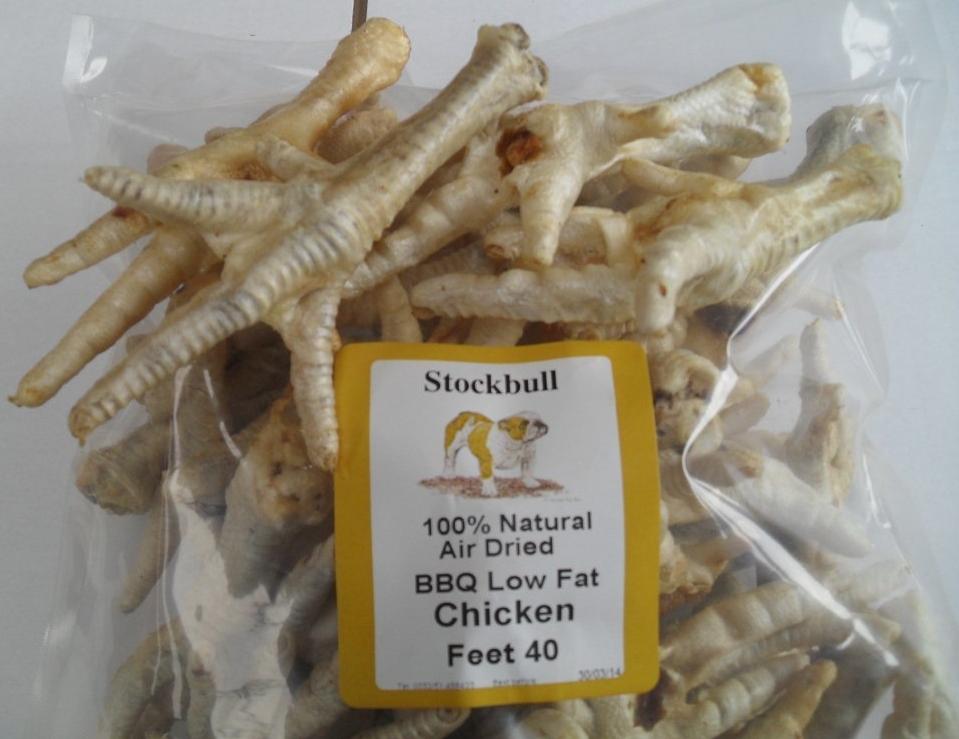 Stockbull
100% Natural
Air Dried
BBQ Low Fat
Chicken
Feet 40
30/03/14